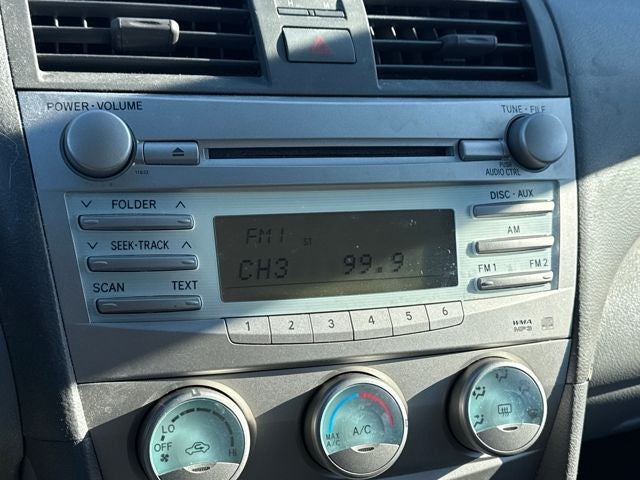 POWER·VOLUME
TUNE·FILE
PUSH
AUDIO CTRL
11822
FOLDER
DISC·AUX
SEEK·TRACK
AM
SCAN TEXT
FM1 FM2
FM1 ST
CH3 99.9
1 2 3 4 5 6
WMA
MP3
LO
OFF
HI
MAX
A/C
A/C